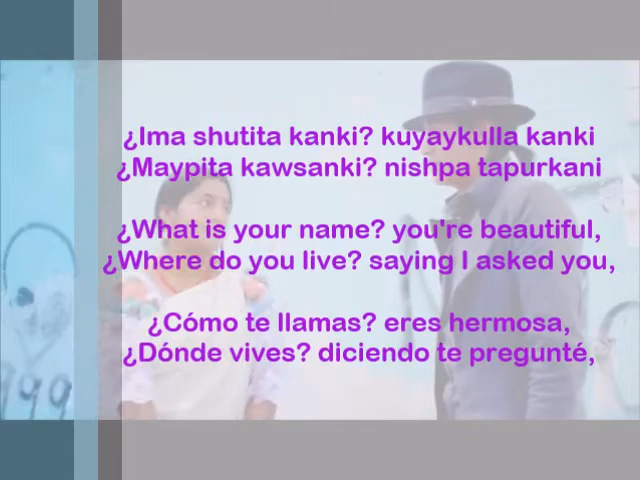 ¿Ima shutita kanki? kuyaykulla kanki
¿Maypita kawsanki? nishpa tapurkani
¿What is your name? you're beautiful,
¿Where do you live? saying I asked you,
¿Cómo te llamas? eres hermosa,
¿Dónde vives? diciendo te pregunté,
999